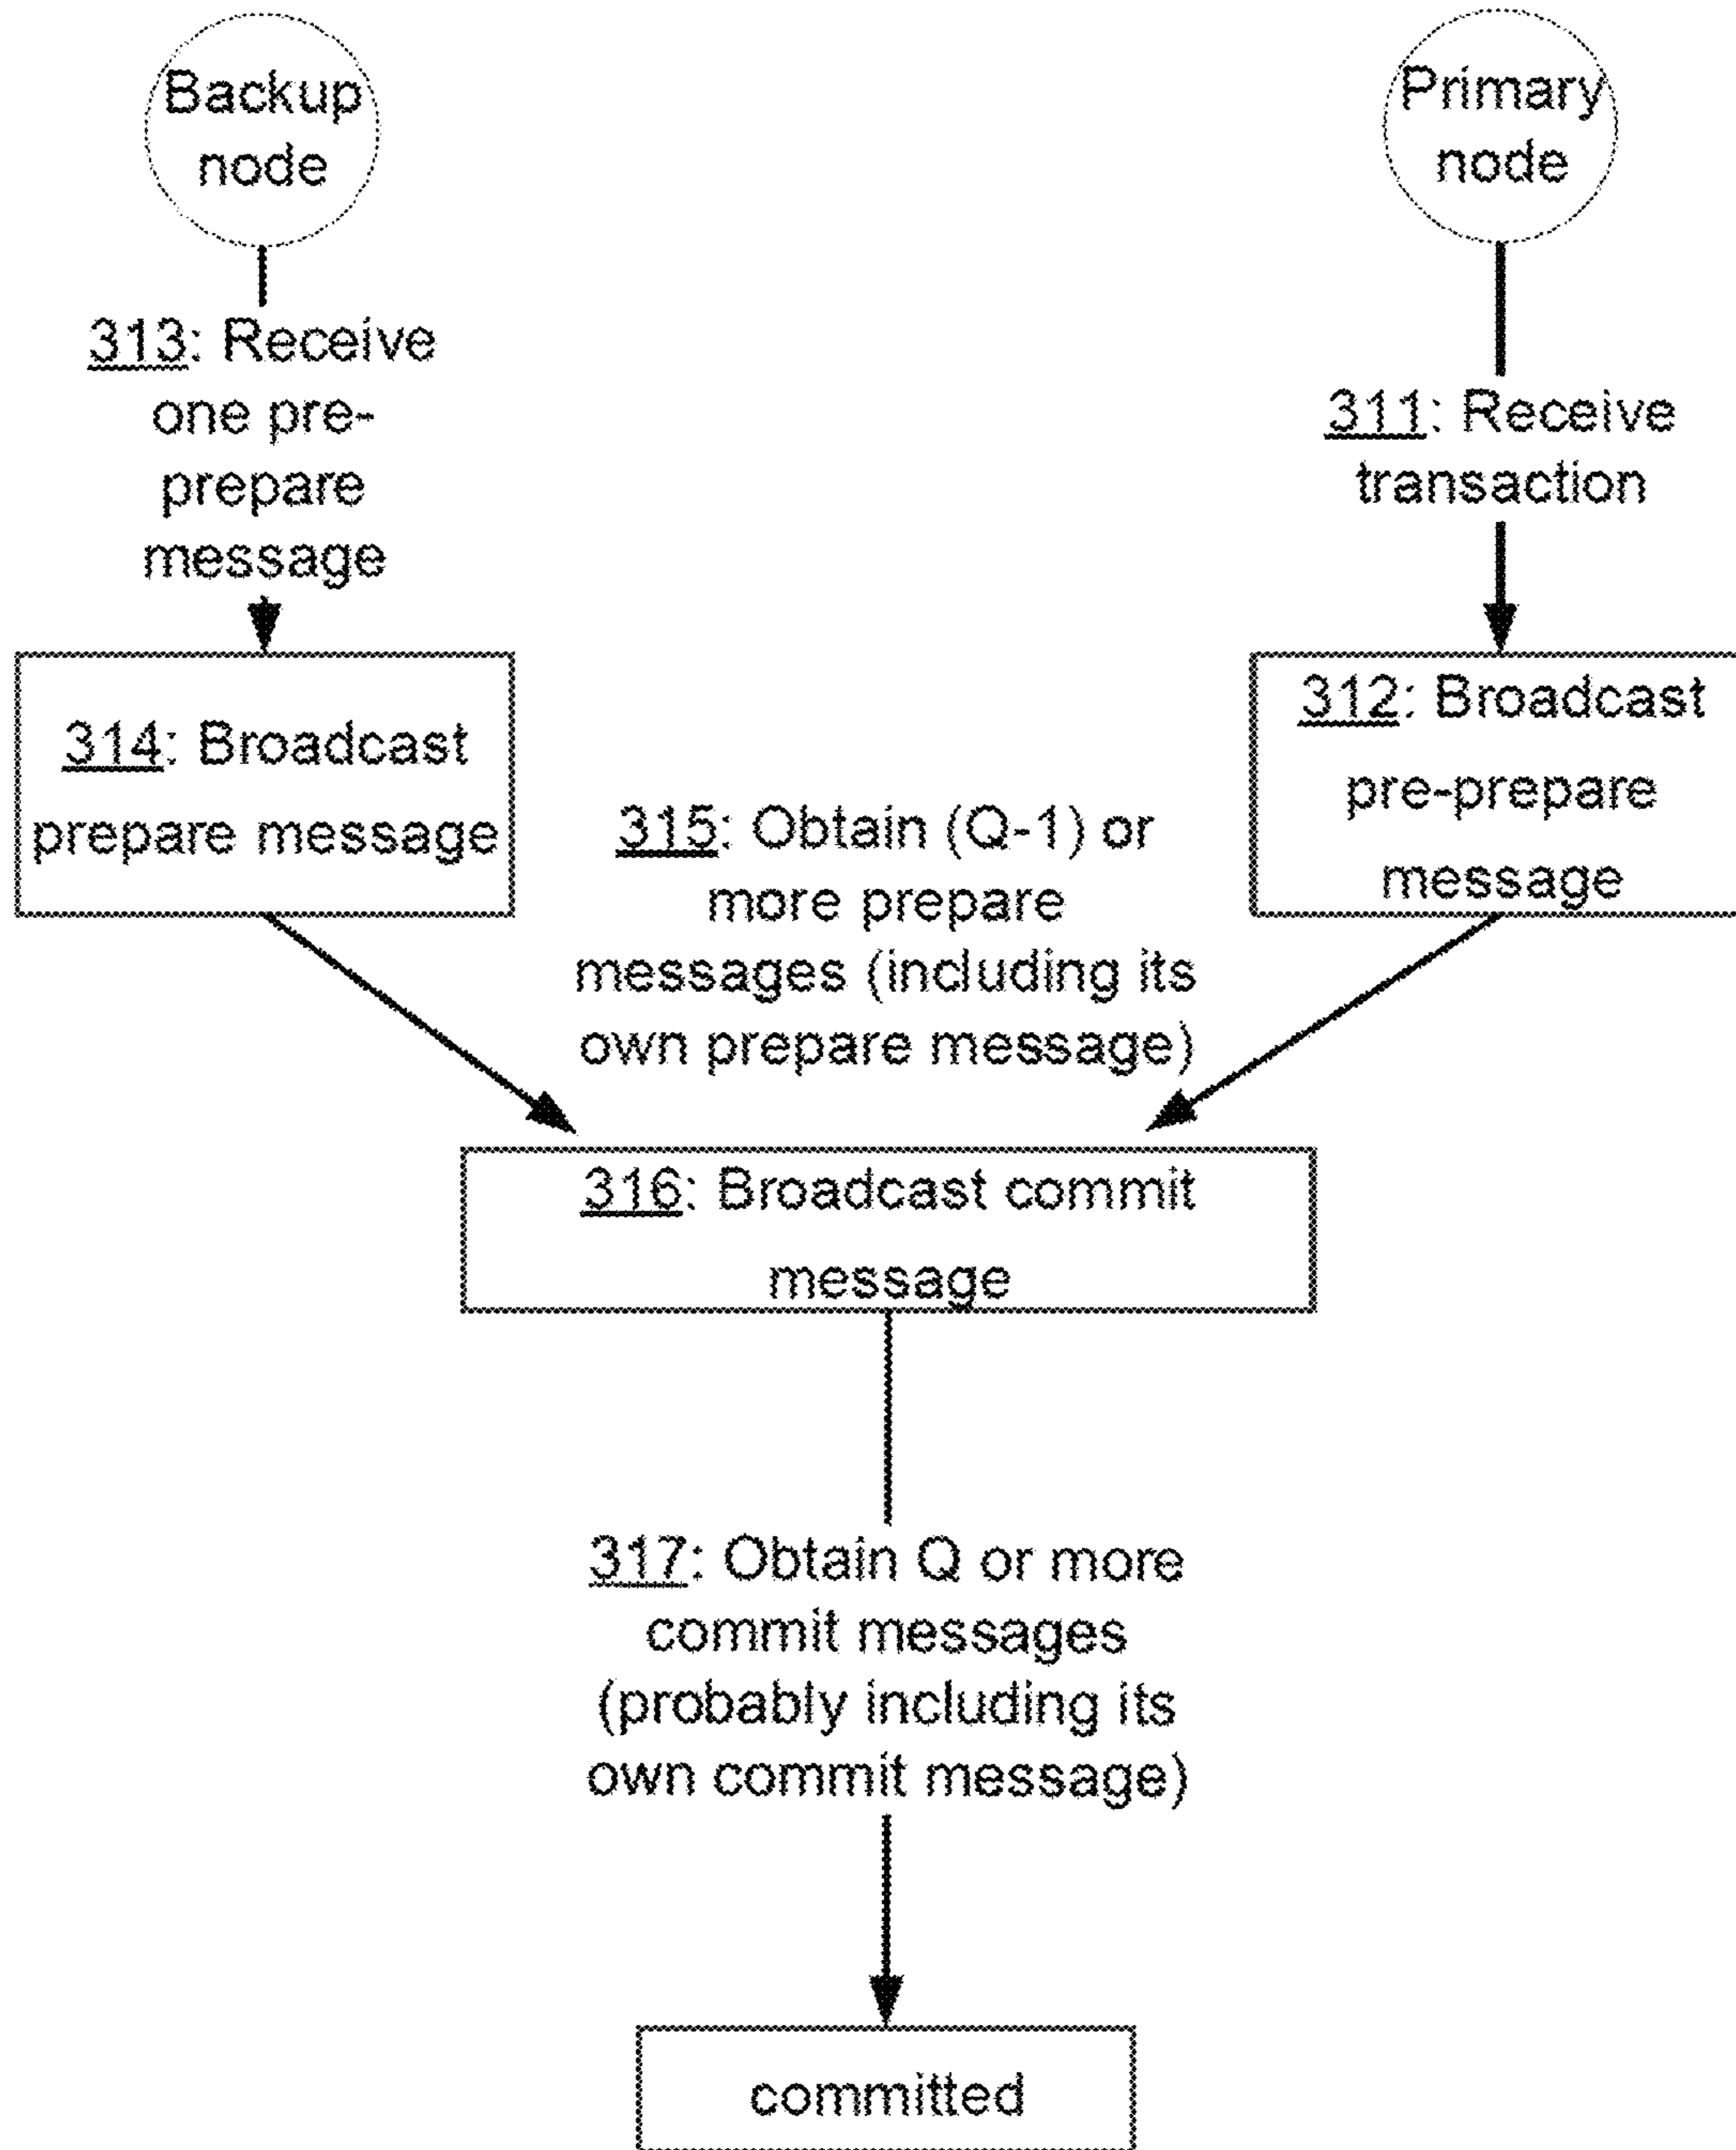 Backup
node
Primary
node
313: Receive
one pre-
prepare
message
311: Receive
transaction
314: Broadcast
prepare message
312: Broadcast
pre-prepare
message
315: Obtain (Q-1) or
more prepare
messages (including its
own prepare message)
316: Broadcast commit
message
317: Obtain Q or more
commit messages
(probably including its
own commit message)
committed